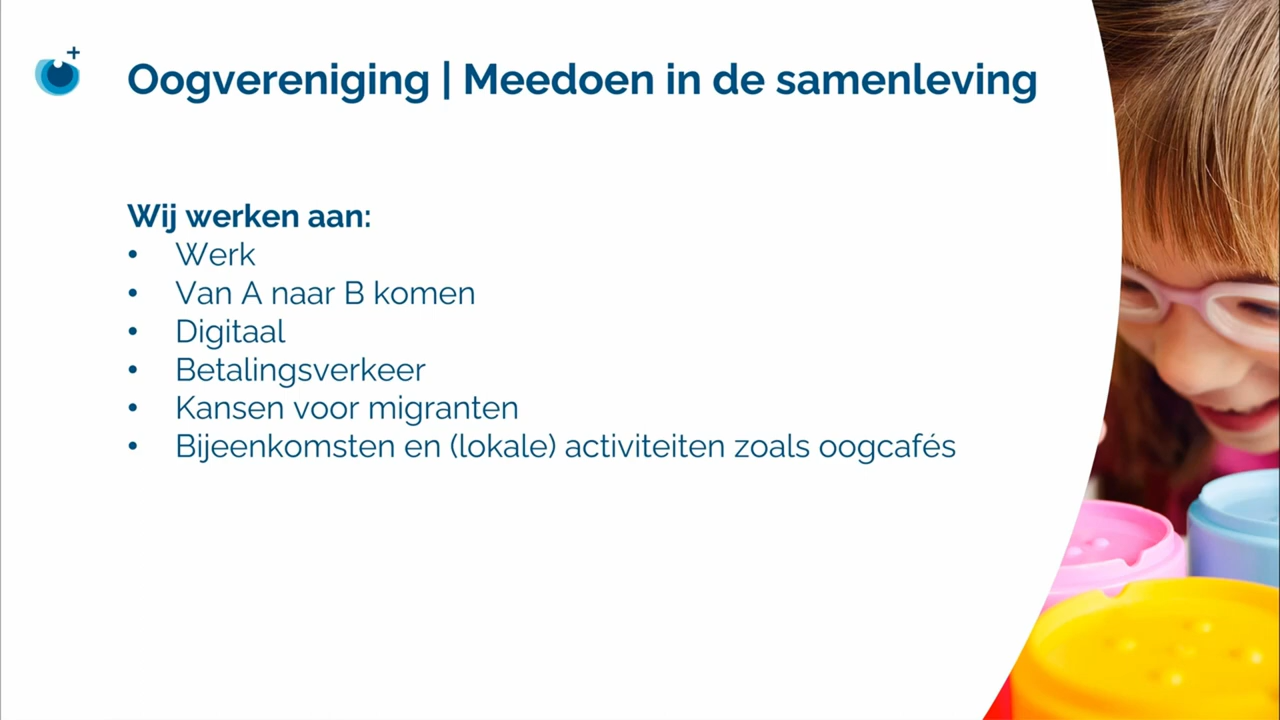 Oogvereniging | Meedoen in de samenleving
Wij werken aan:
• Werk
• Van A naar B komen
• Digitaal
• Betalingsverkeer
• Kansen voor migranten
• Bijeenkomsten en (lokale) activiteiten zoals oogcafés